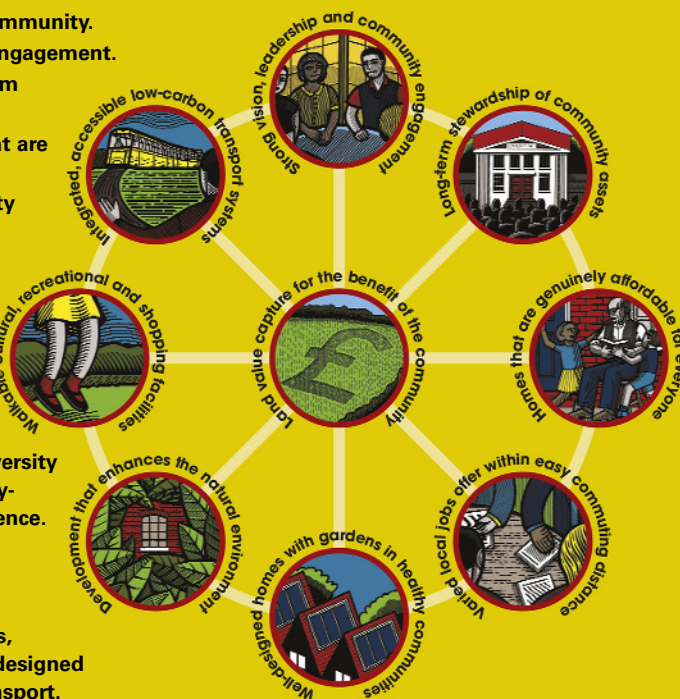 mmunity.
ngagement.
m
t are
ty
versity
y-
ence.
s,
designed
nsport.
Strong vision, leadership and community engagement
Long-term stewardship of community assets
Homes that are genuinely affordable for everyone
Varied local jobs offer within easy commuting distance
Well-designed homes with gardens in healthy communities
Development that enhances the natural environment
Walkable cultural, recreational and shopping facilities
Integrated, accessible low-carbon transport systems
Land value capture for the benefit of the community
£